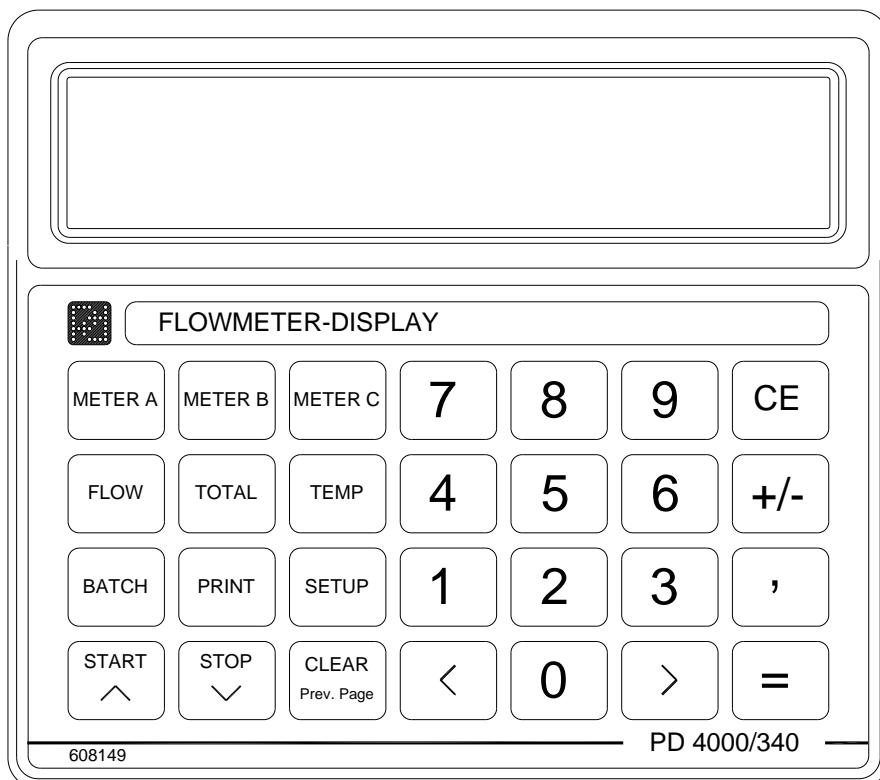 FLOWMETER-DISPLAY
METER A METER B METER C 7 8 9 CE
FLOW TOTAL TEMP 4 5 6 +/-
BATCH PRINT SETUP 1 2 3 ,
START STOP CLEAR < 0 > =
Prev. Page
PD 4000/340
608149